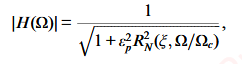 |H(Ω)| = 1 / √(1 + ε_p^2 R_N^2(ξ, Ω/Ω_c)),